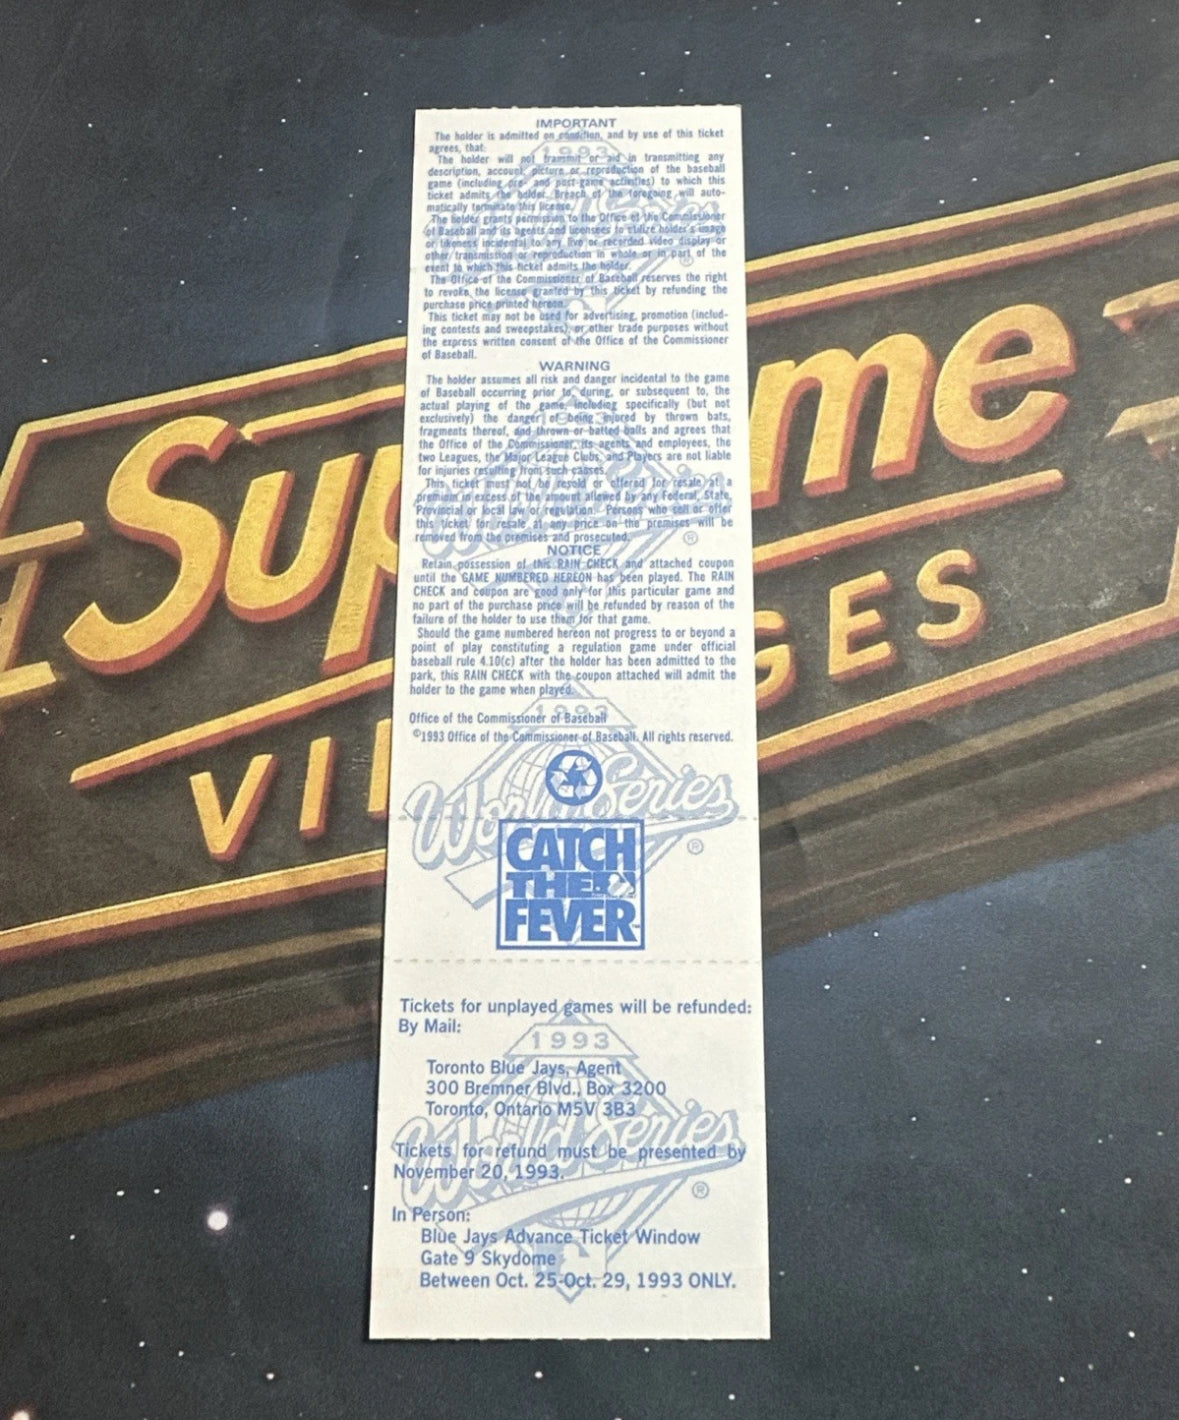 IMPORTANT
The holder is admitted on condition, and by use of this ticket
agrees, that:
The holder will not transmit or aid in transmitting any
description, account, picture or reproduction of the baseball
game (including pre- and post-game activities) to which this
ticket admits the holder. Breach of the foregoing will auto-
matically terminate this license.
The holder grants permission to the Office of the Commissioner
of Baseball and its agents and licensees to utilize holder's image
or likeness incidental to any live or recorded video display or
other transmission or reproduction in whole or in part of the
event to which this ticket admits the holder.
The Office of the Commissioner of Baseball reserves the right
to revoke the license granted by this ticket by refunding the
purchase price printed hereon.
This ticket may not be used for advertising, promotion (includ-
ing contests and sweepstakes), or other trade purposes without
the express written consent of the Office of the Commissioner
of Baseball.
WARNING
The holder assumes all risk and danger incidental to the game
of Baseball occurring prior to, during, or subsequent to, the
actual playing of the game, including specifically (but not
exclusively) the danger of being injured by thrown bats,
fragments thereof, and thrown or batted balls and agrees that
the Office of the Commissioner, its agents and employees, the
two Leagues, the Major League Clubs, and Players are not liable
for injuries resulting from such causes.
This ticket must not be resold or offered for resale at a
premium in excess of the amount allowed by any Federal, State,
Provincial or local law or regulation. Persons who sell or offer
this ticket for resale at any price on the premises will be
removed from the premises and prosecuted.
NOTICE
Retain possession of this RAIN CHECK and attached coupon
until the GAME NUMBERED HEREON has been played. The RAIN
CHECK and coupon are good only for this particular game and
no part of the purchase price will be refunded by reason of the
failure of the holder to use them for that game.
Should the game numbered hereon not progress to or beyond a
point of play constituting a regulation game under official
baseball rule 4.10(c) after the holder has been admitted to the
park, this RAIN CHECK with the coupon attached will admit the
holder to the game when played.
Office of the Commissioner of Baseball
©1993 Office of the Commissioner of Baseball. All rights reserved.
1993
World Series
®
CATCH
THE
FEVER™
Tickets for unplayed games will be refunded:
By Mail:
1993
World Series
®
Toronto Blue Jays, Agent
300 Bremner Blvd., Box 3200
Toronto, Ontario M5V 3B3
Tickets for refund must be presented by
November 20, 1993.
In Person:
Blue Jays Advance Ticket Window
Gate 9 Skydome
Between Oct. 25-Oct. 29, 1993 ONLY.